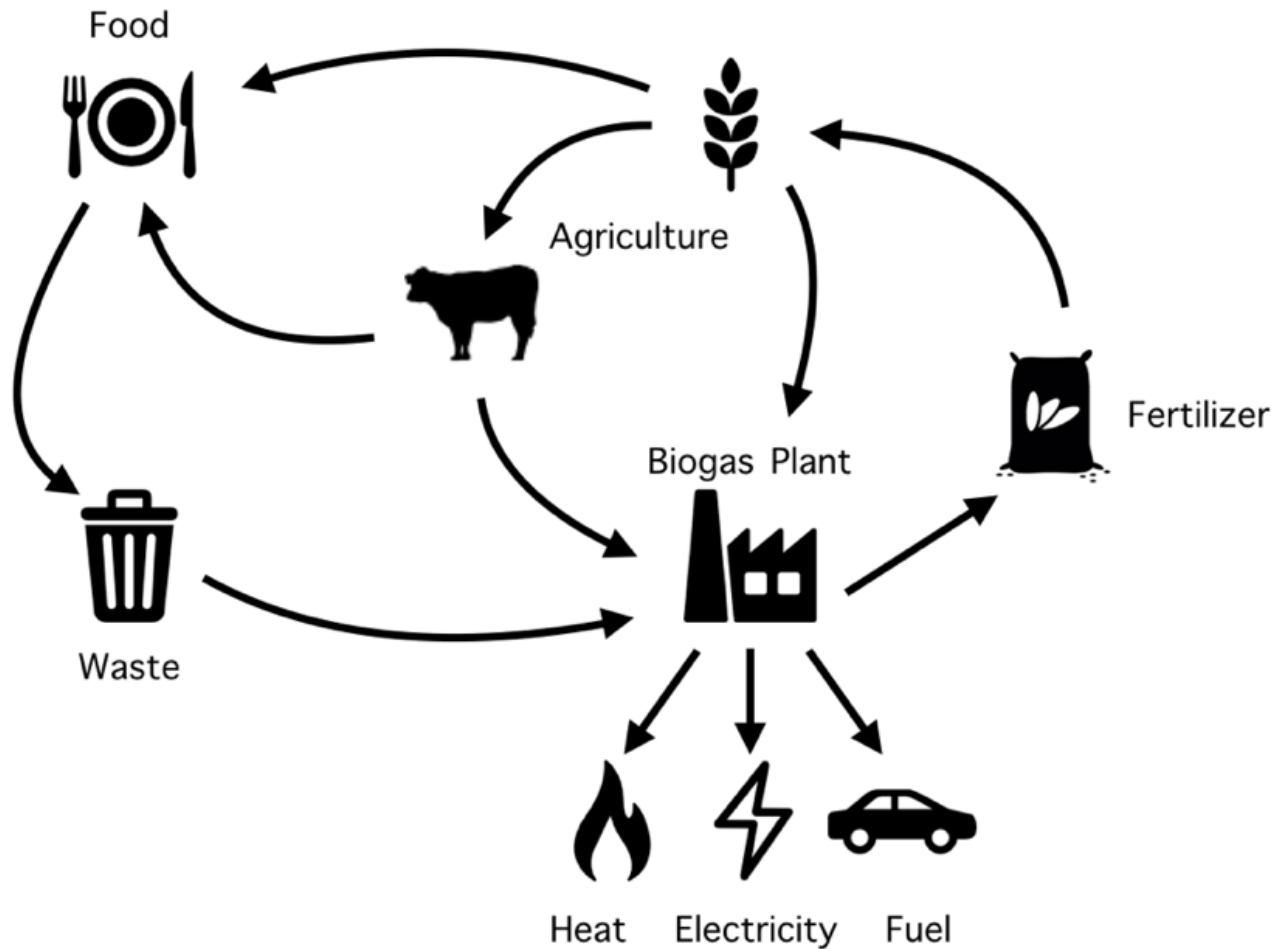 Food
Agriculture
Fertilizer
Biogas Plant
Waste
Heat Electricity Fuel